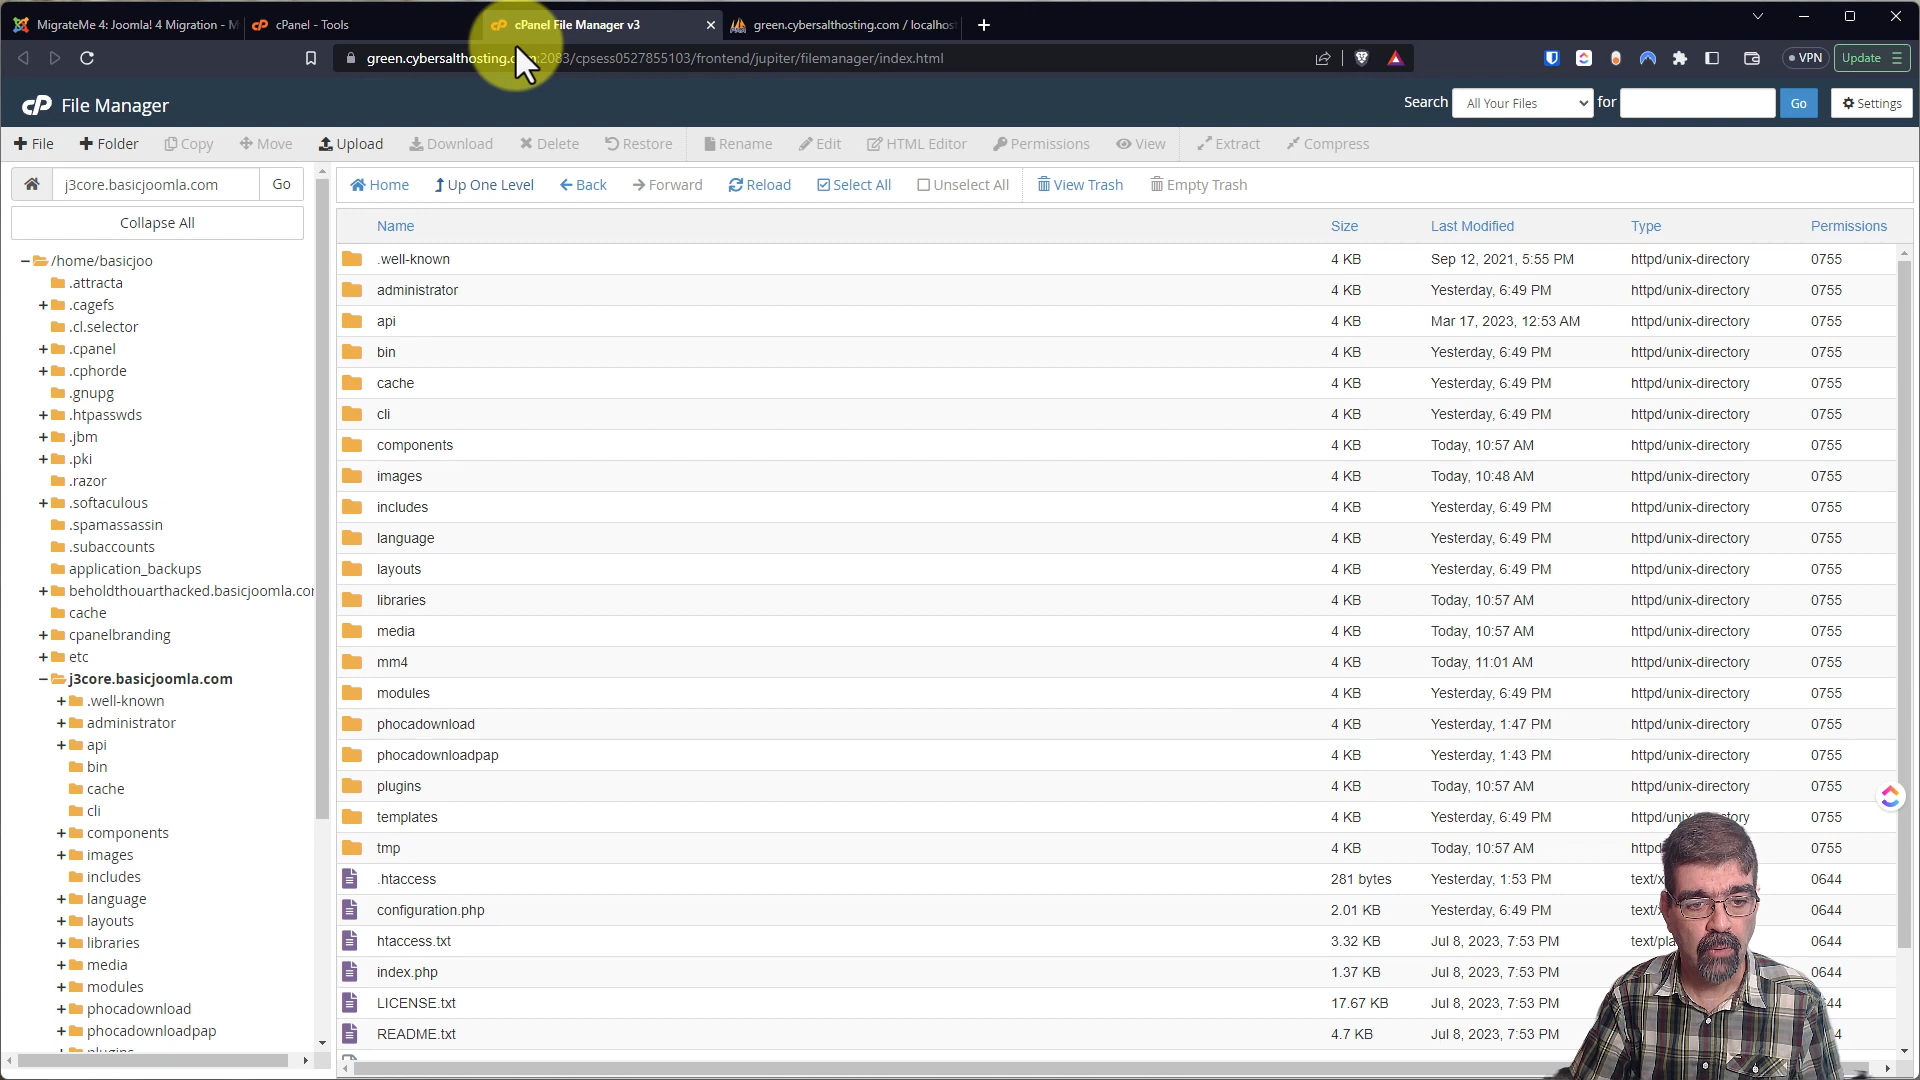 MigrateMe 4: Joomla! 4 Migration - M
cPanel - Tools
cPanel File Manager v3
green.cybersalthosting.com / localhos
green.cybersalthosting.c 2083/cpsess0527855103/frontend/jupiter/filemanager/index.html
VPN
Update
cP File Manager
Search
All Your Files
for
Go
Settings
File
Folder
Copy
Move
Upload
Download
Delete
Restore
Rename
Edit
HTML Editor
Permissions
View
Extract
Compress
j3core.basicjoomla.com
Go
Home
Up One Level
Back
Forward
Reload
Select All
Unselect All
View Trash
Empty Trash
Collapse All
/home/basicjoo
.attracta
.cagefs
.cl.selector
.cpanel
.cphorde
.gnupg
.htpasswds
.jbm
.pki
.razor
.softaculous
.spamassassin
.subaccounts
application_backups
beholdthouarthacked.basicjoomla.co
cache
cpanelbranding
etc
j3core.basicjoomla.com
.well-known
administrator
api
bin
cache
cli
components
images
includes
language
layouts
libraries
media
modules
phocadownload
phocadownloadpap
plugins
Name Size Last Modified Type Permissions
.well-known 4 KB Sep 12, 2021, 5:55 PM httpd/unix-directory 0755
administrator 4 KB Yesterday, 6:49 PM httpd/unix-directory 0755
api 4 KB Mar 17, 2023, 12:53 AM httpd/unix-directory 0755
bin 4 KB Yesterday, 6:49 PM httpd/unix-directory 0755
cache 4 KB Yesterday, 6:49 PM httpd/unix-directory 0755
cli 4 KB Yesterday, 6:49 PM httpd/unix-directory 0755
components 4 KB Today, 10:57 AM httpd/unix-directory 0755
images 4 KB Today, 10:48 AM httpd/unix-directory 0755
includes 4 KB Yesterday, 6:49 PM httpd/unix-directory 0755
language 4 KB Yesterday, 6:49 PM httpd/unix-directory 0755
layouts 4 KB Yesterday, 6:49 PM httpd/unix-directory 0755
libraries 4 KB Today, 10:57 AM httpd/unix-directory 0755
media 4 KB Today, 10:57 AM httpd/unix-directory 0755
mm4 4 KB Today, 11:01 AM httpd/unix-directory 0755
modules 4 KB Yesterday, 6:49 PM httpd/unix-directory 0755
phocadownload 4 KB Yesterday, 1:47 PM httpd/unix-directory 0755
phocadownloadpap 4 KB Yesterday, 1:43 PM httpd/unix-directory 0755
plugins 4 KB Today, 10:57 AM httpd/unix-directory 0755
templates 4 KB Yesterday, 6:49 PM httpd/unix tory 0755
tmp 4 KB Today, 10:57 AM httpd 0755
.htaccess 281 bytes Yesterday, 1:53 PM text/x 0644
configuration.php 2.01 KB Yesterday, 6:49 PM text/ 0644
htaccess.txt 3.32 KB Jul 8, 2023, 7:53 PM text/pla 0644
index.php 1.37 KB Jul 8, 2023, 7:53 PM 0644
LICENSE.txt 17.67 KB Jul 8, 2023, 7:53 PM 44
README.txt 4.7 KB Jul 8, 2023, 7:53 PM 4